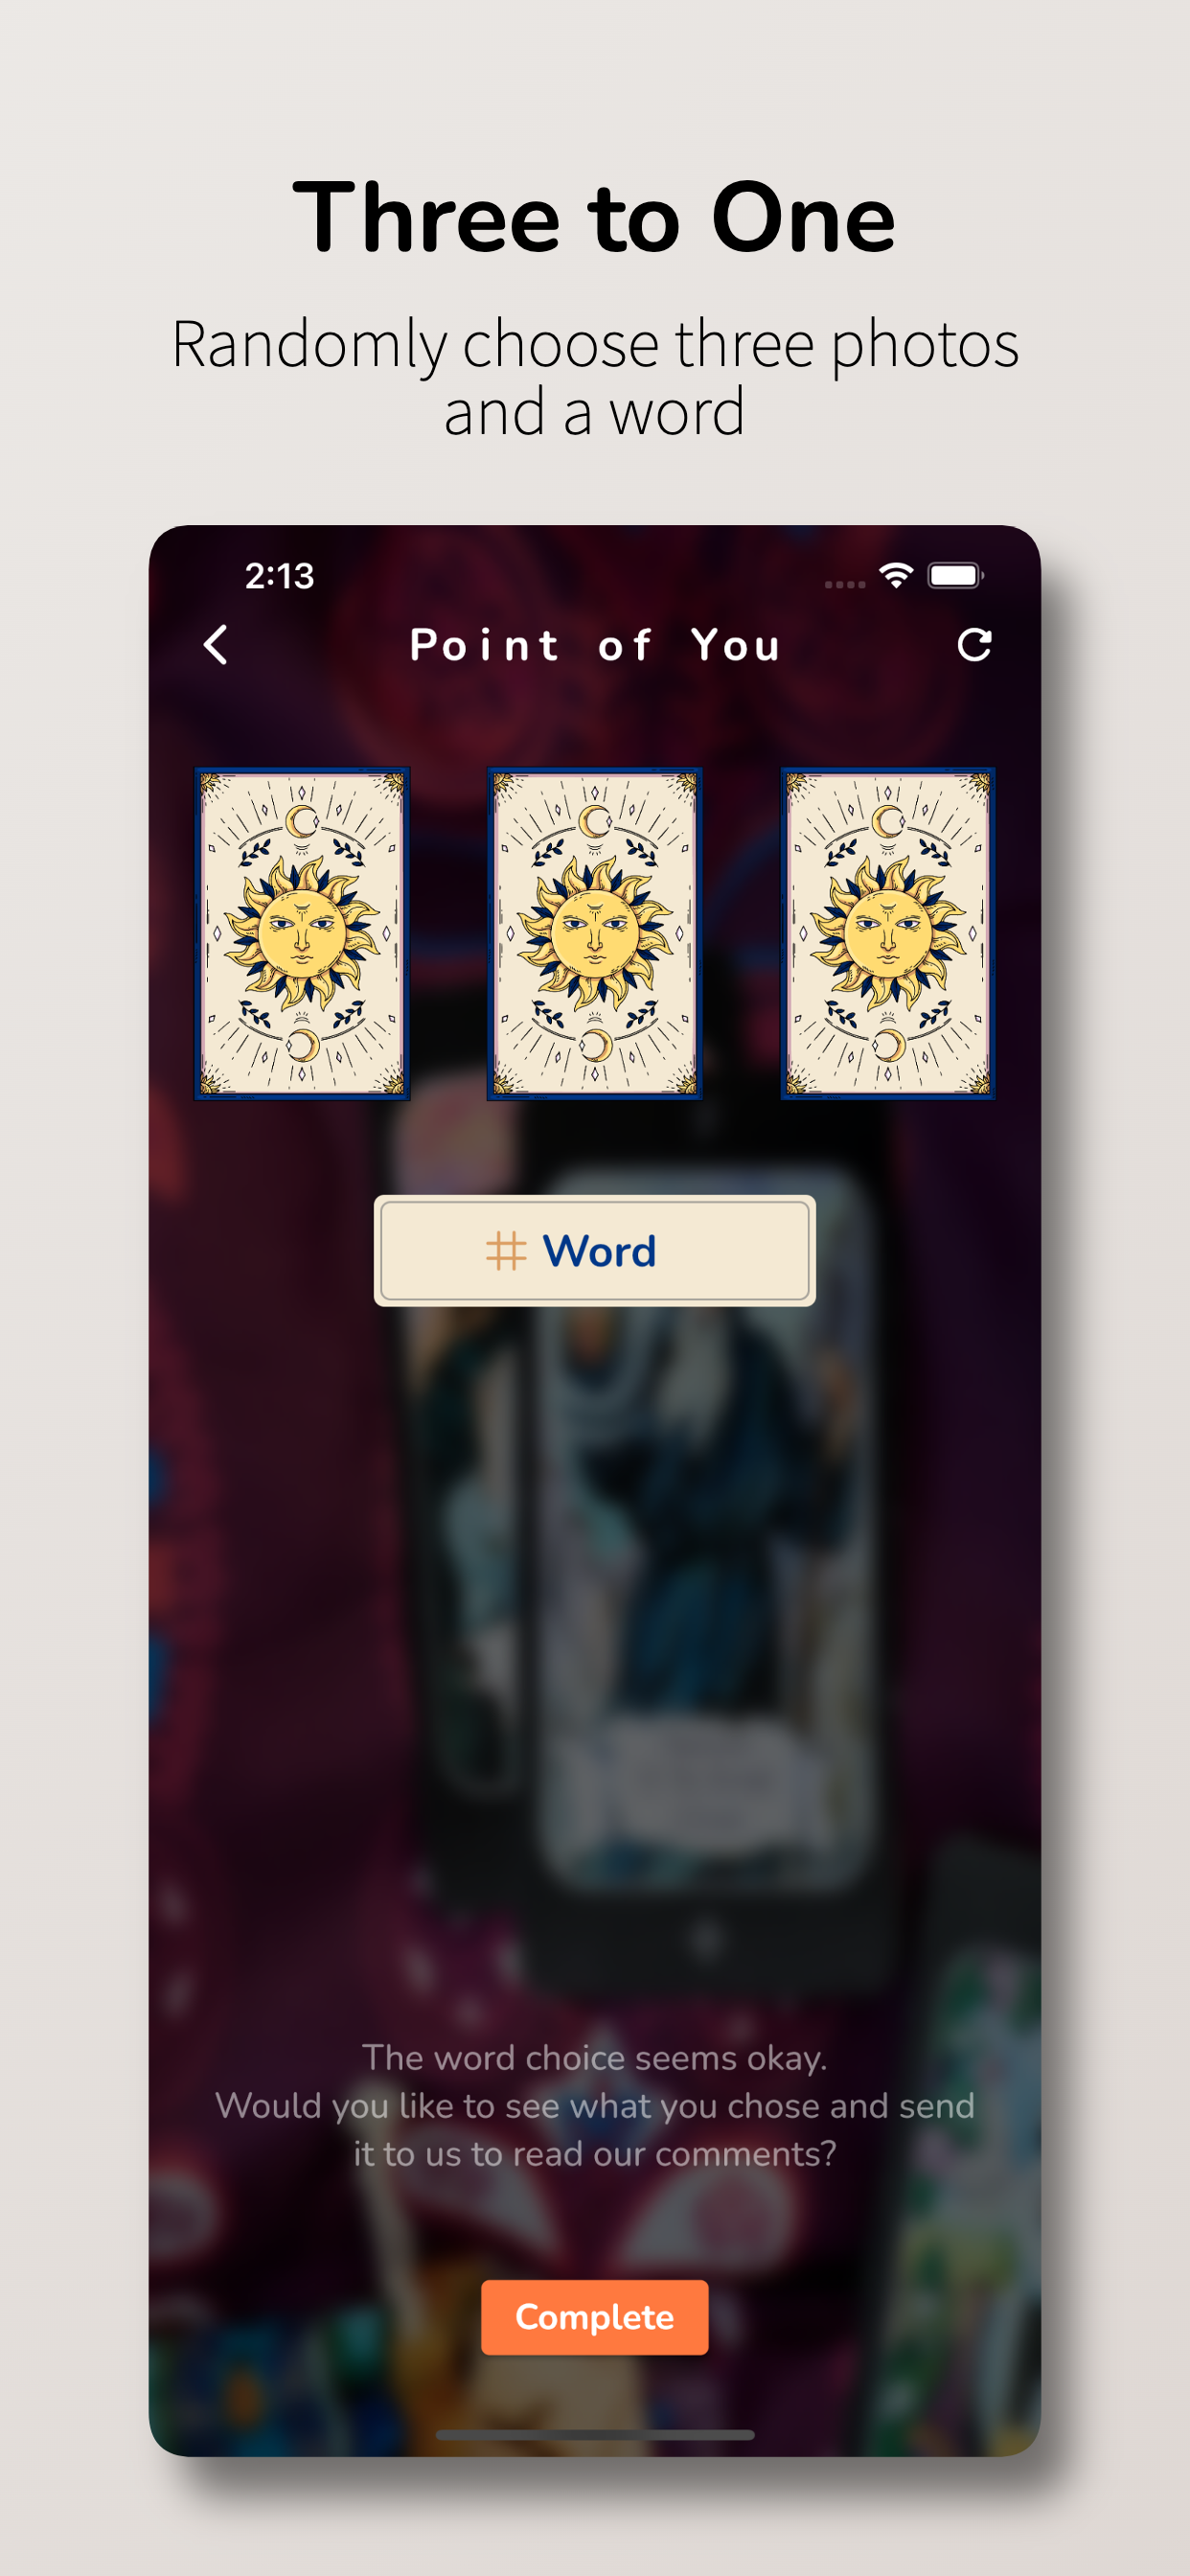 Three to One
Randomly choose three photos
and a word
2:13
Point of You
# Word
The word choice seems okay.
Would you like to see what you chose and send
it to us to read our comments?
Complete